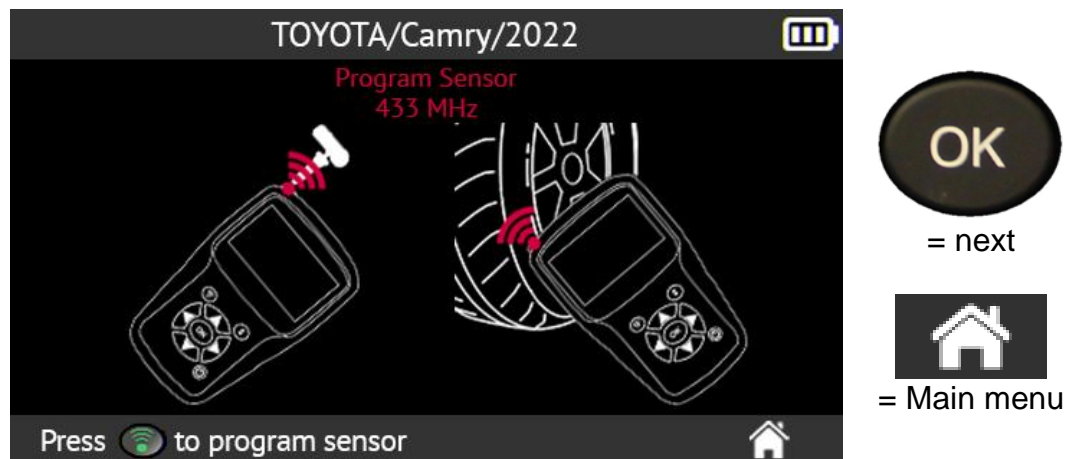 TOYOTA/Camry/2022
Program Sensor
433 MHz
Press to program sensor
OK
= next
= Main menu